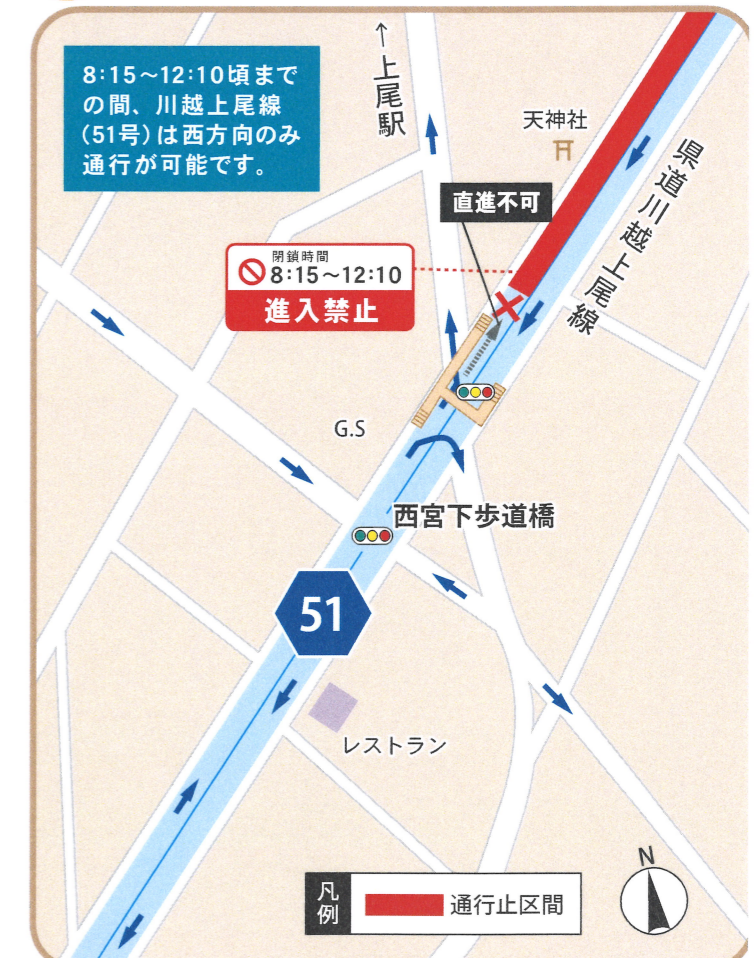 8:15~12:10頃まで
の間、川越上尾線
(51号)は西方向のみ
通行が可能です。
↑上尾駅
天神社
県道川越上尾線
直進不可
閉鎖時間
8:15~12:10
進入禁止
G.S
西宮下歩道橋
51
レストラン
凡例
通行止区間
N